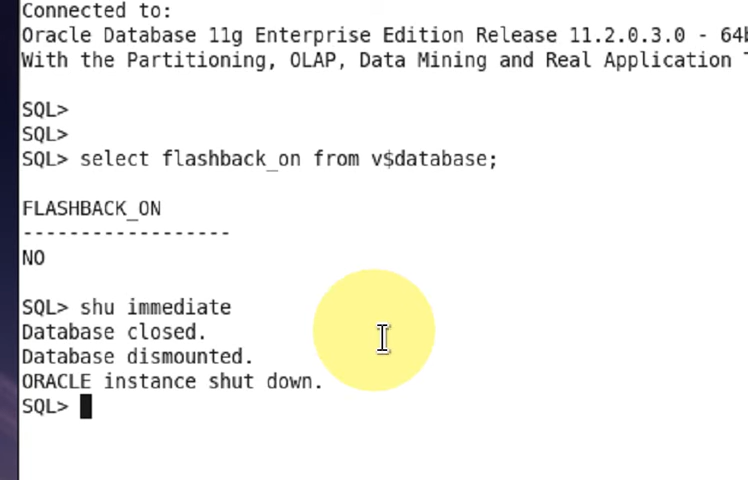 Connected to:
Oracle Database 11g Enterprise Edition Release 11.2.0.3.0 - 64b
With the Partitioning, OLAP, Data Mining and Real Application T
SQL>
SQL>
SQL> select flashback_on from v$database;
FLASHBACK_ON
------------------
NO
SQL> shu immediate
Database closed.
Database dismounted.
ORACLE instance shut down.
SQL>